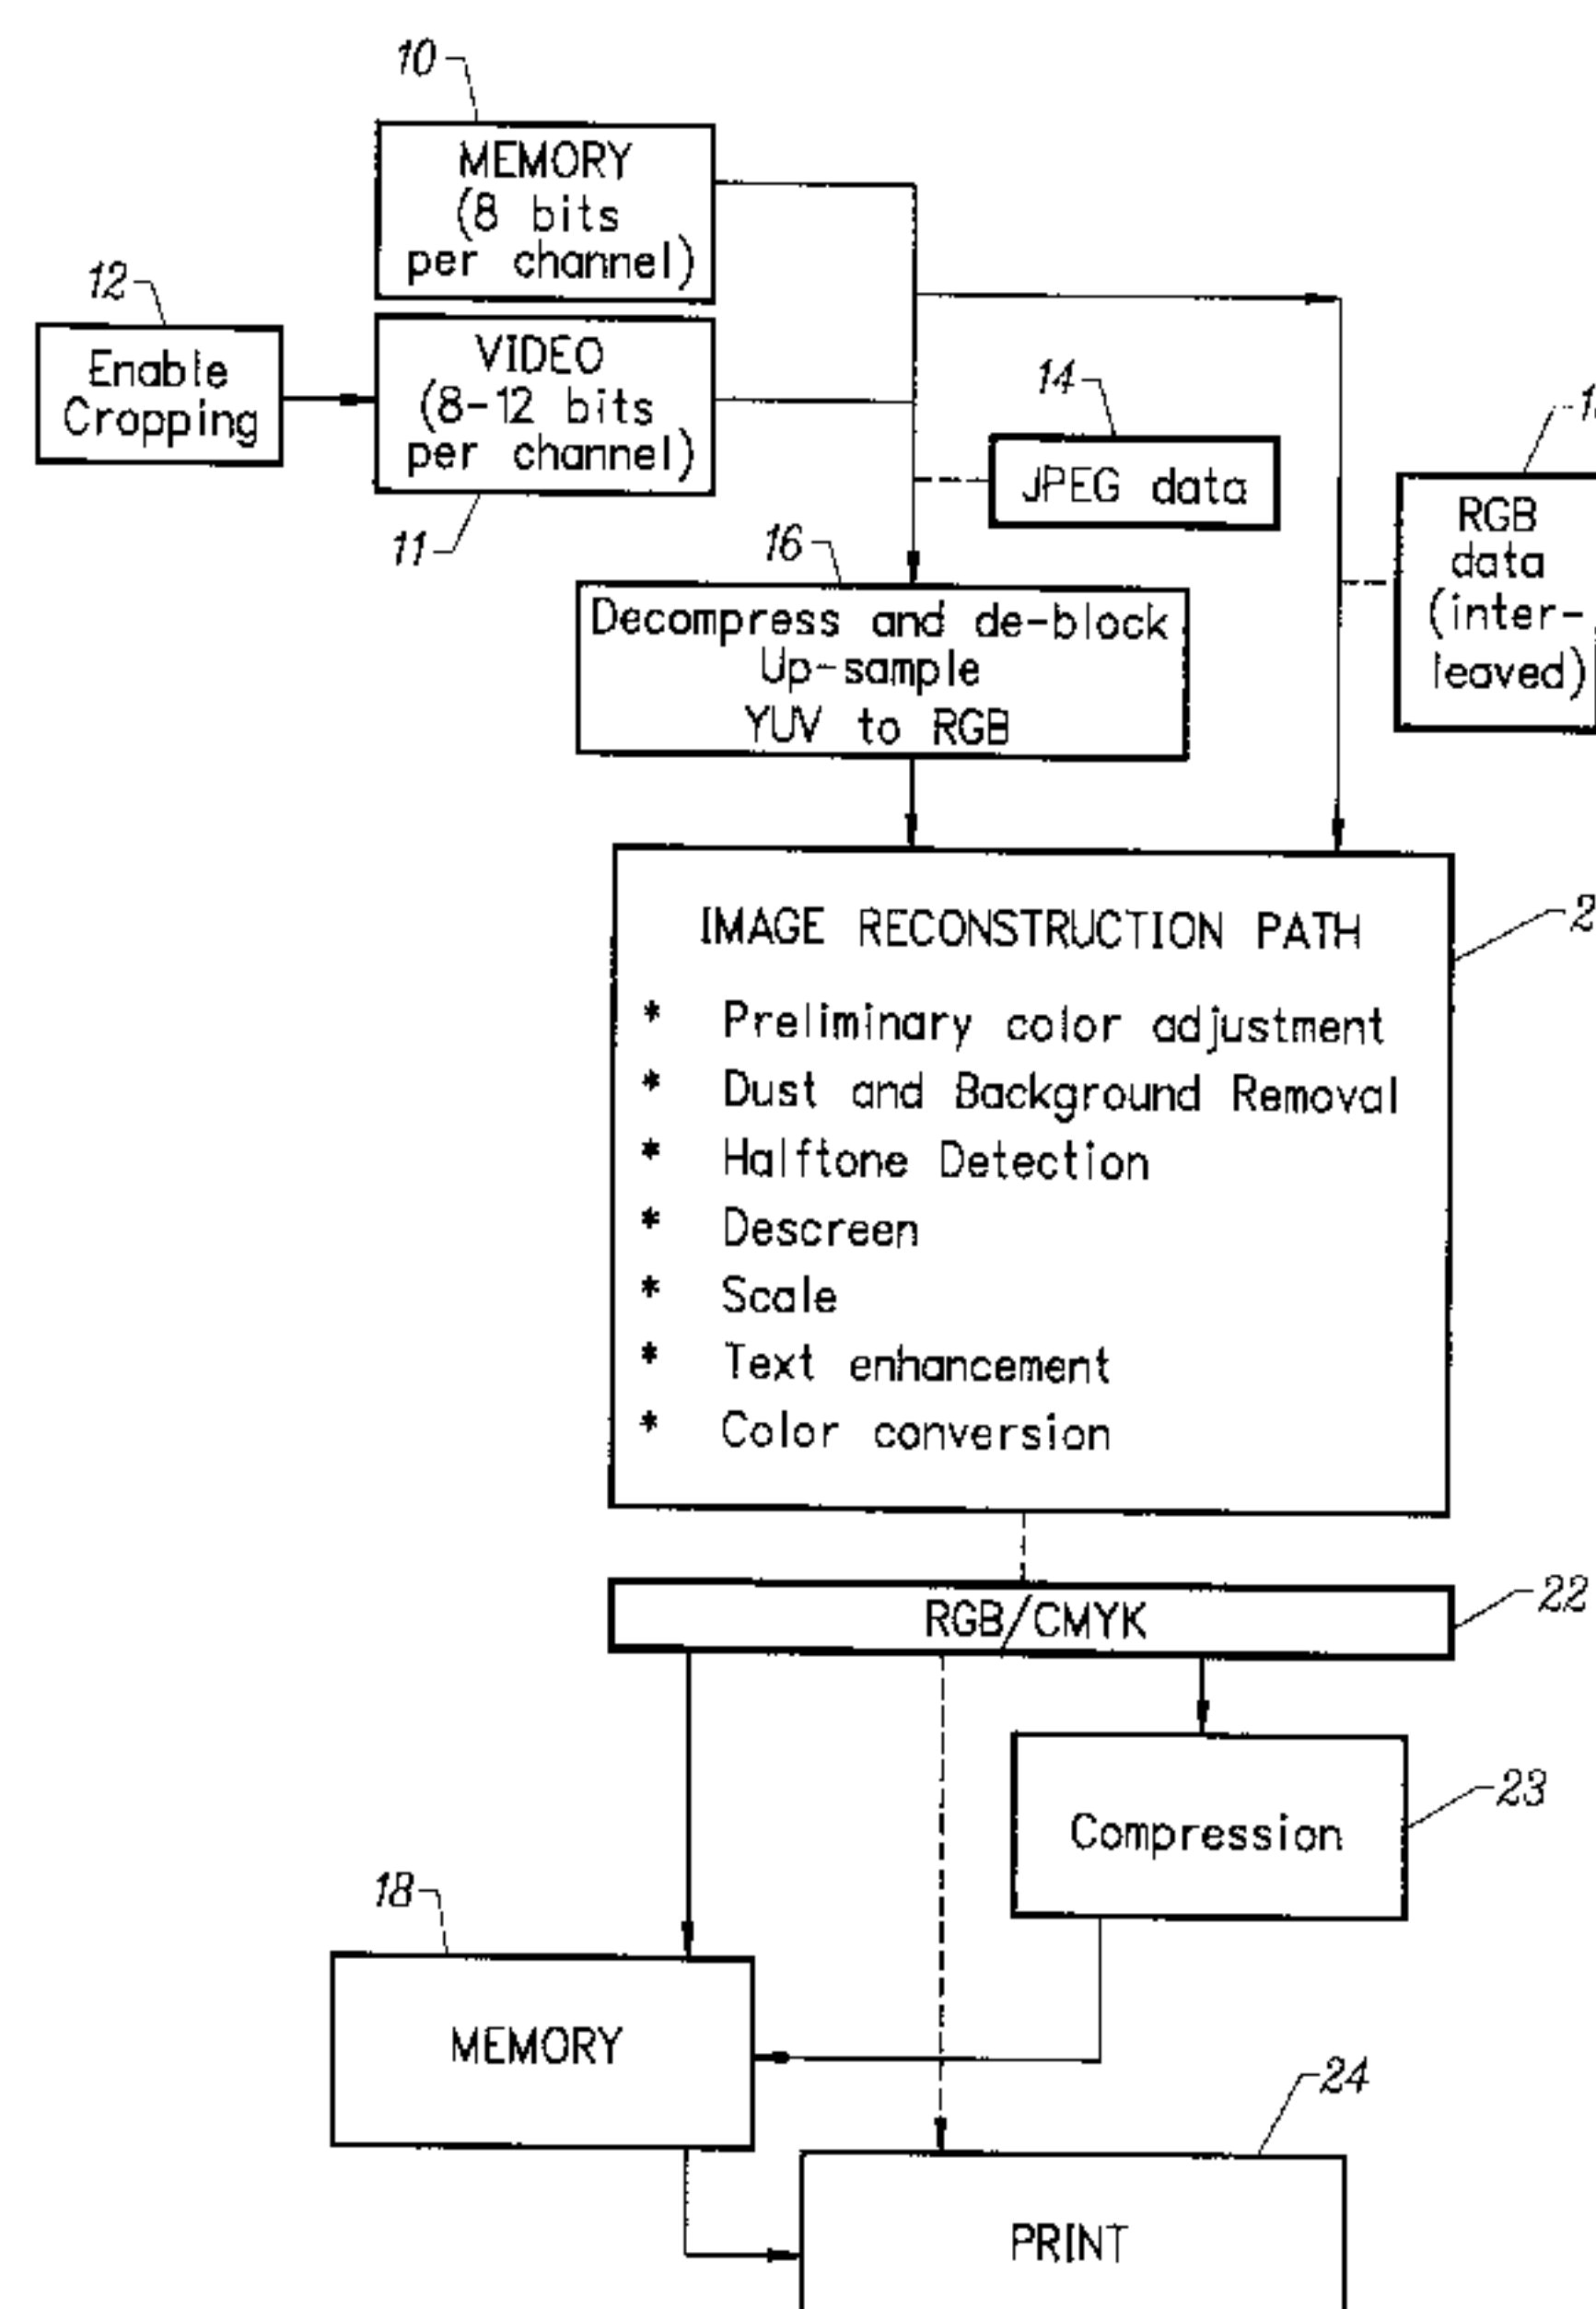 10
MEMORY
(8 bits
per channel)
12
Enable
Cropping
VIDEO
(8-12 bits
per channel)
11
14
JPEG data
RGB
data
(inter-
leaved)
16
Decompress and de-block
Up-sample
YUV to RGB
IMAGE RECONSTRUCTION PATH
* Preliminary color adjustment
* Dust and Background Removal
* Halftone Detection
* Descreen
* Scale
* Text enhancement
* Color conversion
RGB/CMYK
22
23
Compression
18
MEMORY
24
PRINT